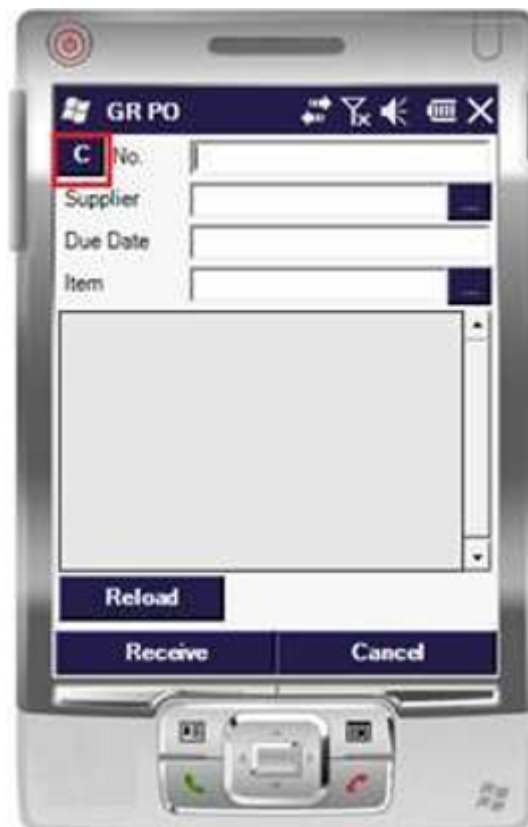 GR PO
C No.
Supplier ...
Due Date
Item ...
Reload
Receive Cancel